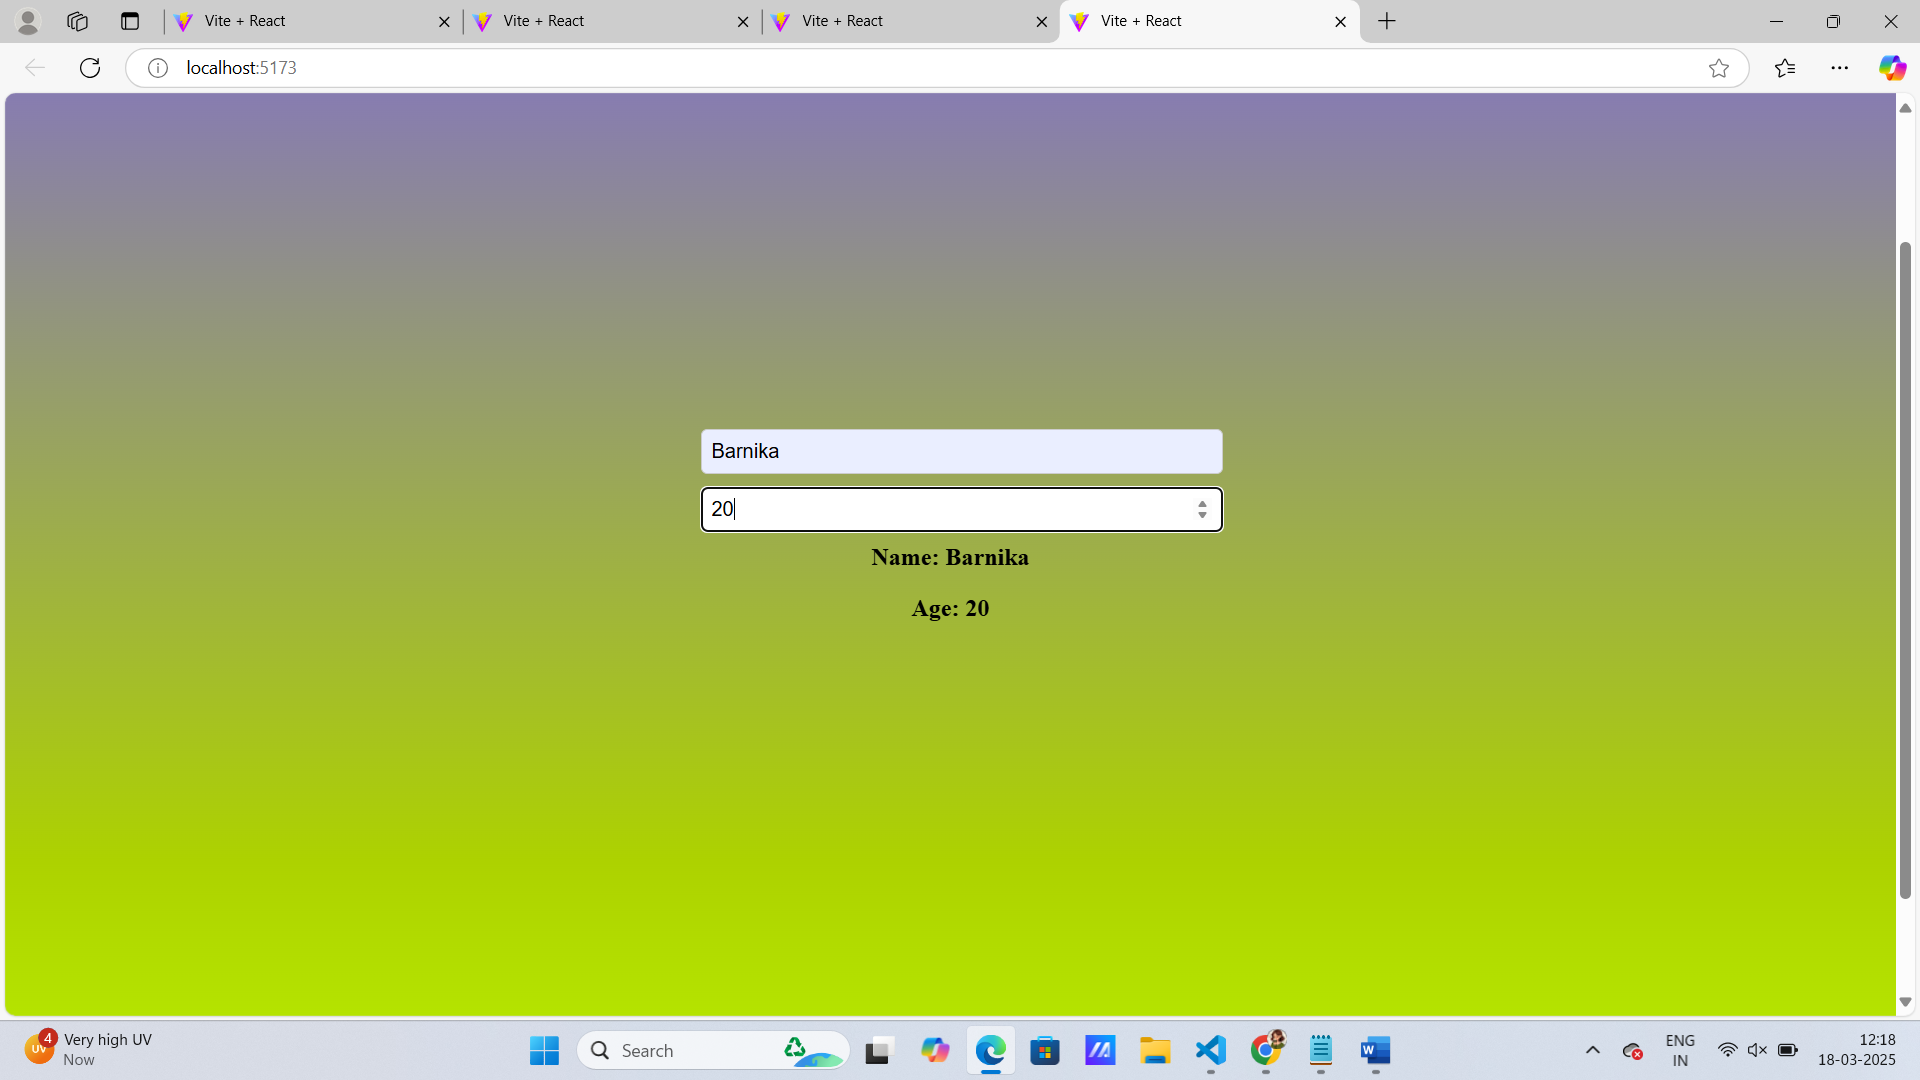 Vite + React
Vite + React
Vite + React
Vite + React
localhost:5173
Barnika
20
Name: Barnika
Age: 20
4
UV
Very high UV
Now
Search
W
ENG
IN
12:18
18-03-2025